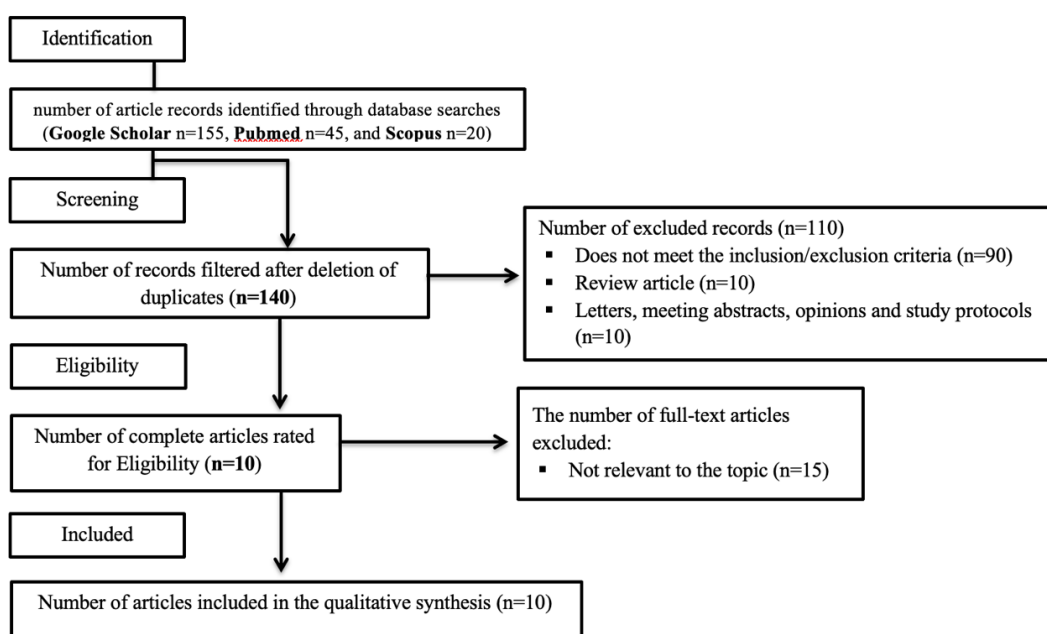 Identification
number of article records identified through database searches
(Google Scholar n=155, Pubmed n=45, and Scopus n=20)
Screening
Number of records filtered after deletion of
duplicates (n=140)
Number of excluded records (n=110)
▪ Does not meet the inclusion/exclusion criteria (n=90)
▪ Review article (n=10)
▪ Letters, meeting abstracts, opinions and study protocols
(n=10)
Eligibility
Number of complete articles rated
for Eligibility (n=10)
The number of full-text articles
excluded:
▪ Not relevant to the topic (n=15)
Included
Number of articles included in the qualitative synthesis (n=10)